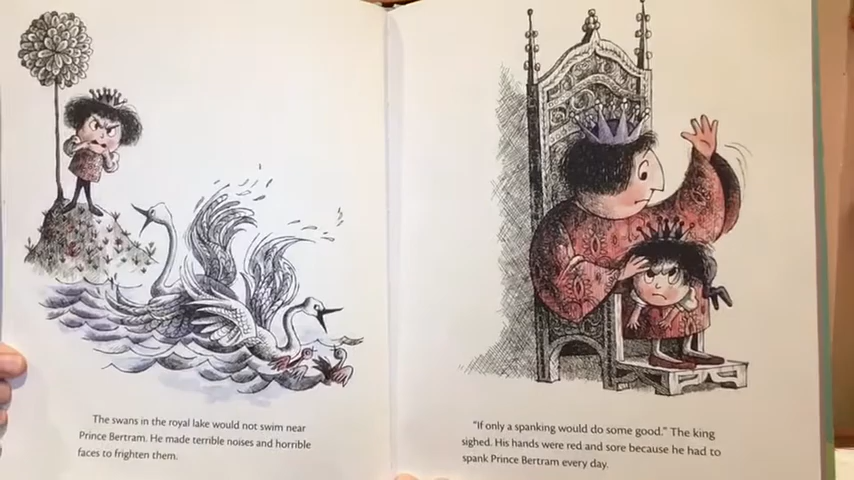 The swans in the royal lake would not swim near
Prince Bertram. He made terrible noises and horrible
faces to frighten them.
"If only a spanking would do some good." The king
sighed. His hands were red and sore because he had to
spank Prince Bertram every day.